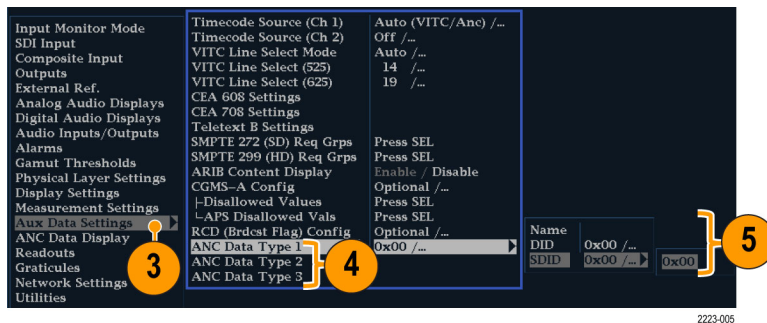 Input Monitor Mode
SDI Input
Composite Input
Outputs
External Ref.
Analog Audio Displays
Digital Audio Displays
Audio Inputs/Outputs
Alarms
Gamut Thresholds
Physical Layer Settings
Display Settings
Measurement Settings
Aux Data Settings
ANC Data Display
Readouts
Graticules
Network Settings
Utilities
3
Timecode Source (Ch 1) Auto (VITC/Anc) /...
Timecode Source (Ch 2) Off /...
VITC Line Select Mode Auto /...
VITC Line Select (525) 14 /...
VITC Line Select (625) 19 /...
CEA 608 Settings
CEA 708 Settings
Teletext B Settings
SMPTE 272 (SD) Req Grps Press SEL
SMPTE 299 (HD) Req Grps Press SEL
ARIB Content Display Enable / Disable
CGMS-A Config Optional /...
├Disallowed Values Press SEL
└APS Disallowed Vals Press SEL
RCD (Brdcst Flag) Config Optional /...
ANC Data Type 1 0x00 /...
ANC Data Type 2
ANC Data Type 3
4
Name
DID 0x00 /...
SDID 0x00 /... 0x00
5
2223-005